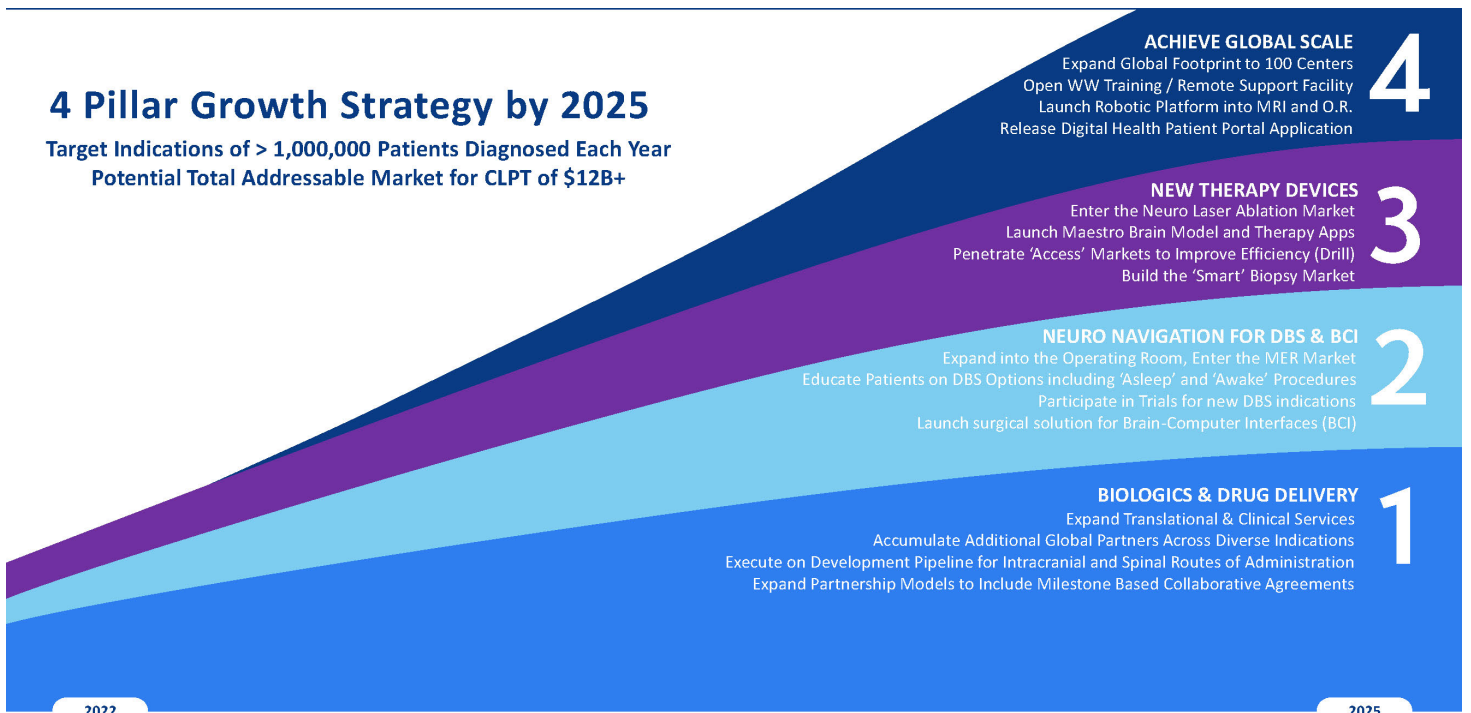 4 Pillar Growth Strategy by 2025
Target Indications of > 1,000,000 Patients Diagnosed Each Year
Potential Total Addressable Market for CLPT of $12B+
ACHIEVE GLOBAL SCALE
Expand Global Footprint to 100 Centers
Open WW Training / Remote Support Facility
Launch Robotic Platform into MRI and O.R.
Release Digital Health Patient Portal Application
4
NEW THERAPY DEVICES
Enter the Neuro Laser Ablation Market
Launch Maestro Brain Model and Therapy Apps
Penetrate ‘Access’ Markets to Improve Efficiency (Drill)
Build the ‘Smart’ Biopsy Market
3
NEURO NAVIGATION FOR DBS & BCI
Expand into the Operating Room, Enter the MER Market
Educate Patients on DBS Options including ‘Asleep’ and ‘Awake’ Procedures
Participate in Trials for new DBS indications
Launch surgical solution for Brain-Computer Interfaces (BCI)
2
BIOLOGICS & DRUG DELIVERY
Expand Translational & Clinical Services
Accumulate Additional Global Partners Across Diverse Indications
Execute on Development Pipeline for Intracranial and Spinal Routes of Administration
Expand Partnership Models to Include Milestone Based Collaborative Agreements
1
2022
2025